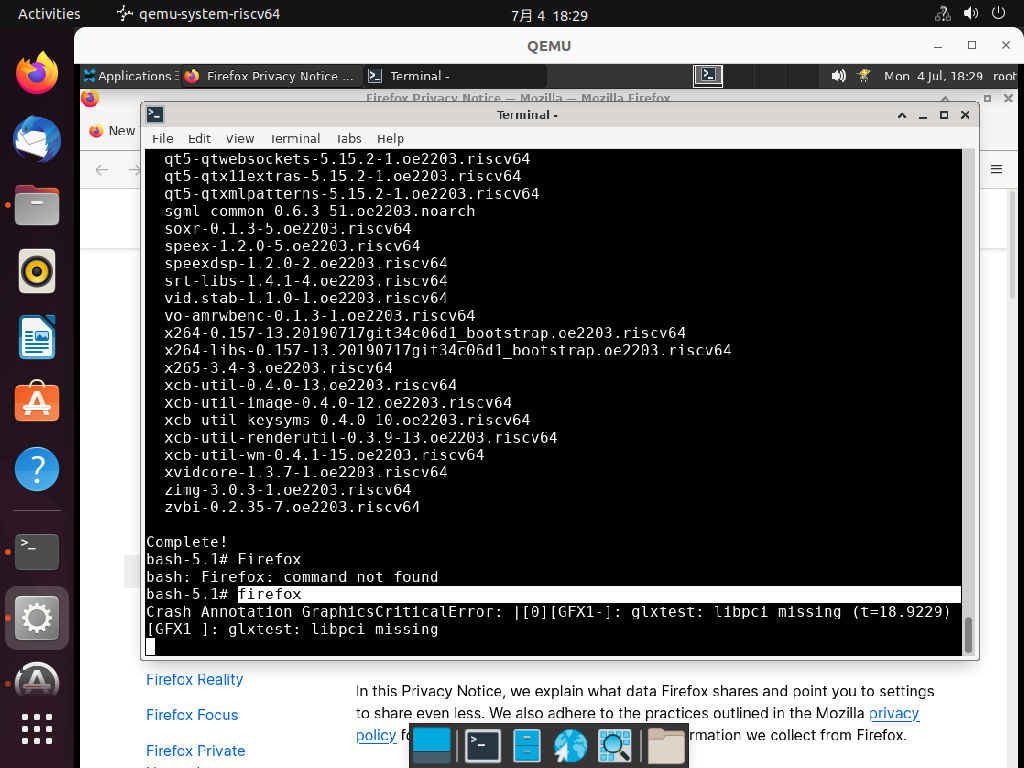 Activities
qemu-system-riscv64
7月 4 18:29
QEMU
Applications
Firefox Privacy Notice ...
Terminal -
Mon 4 Jul, 18:29
root
Firefox Privacy Notice — Mozilla — Mozilla Firefox
New
Terminal -
File Edit View Terminal Tabs Help
qt5-qtwebsockets-5.15.2-1.oe2203.riscv64
qt5-qtx11extras-5.15.2-1.oe2203.riscv64
qt5-qtxmlpatterns-5.15.2-1.oe2203.riscv64
sgml common 0.6.3 51.oe2203.noarch
soxr-0.1.3-5.oe2203.riscv64
speex-1.2.0-5.oe2203.riscv64
speexdsp-1.2.0-2.oe2203.riscv64
srt-libs-1.4.1-4.oe2203.riscv64
vid.stab-1.1.0-1.oe2203.riscv64
vo-amrwbenc-0.1.3-1.oe2203.riscv64
x264-0.157-13.20190717git34c06d1_bootstrap.oe2203.riscv64
x264-libs-0.157-13.20190717git34c06d1_bootstrap.oe2203.riscv64
x265-3.4-3.oe2203.riscv64
xcb-util-0.4.0-13.oe2203.riscv64
xcb-util-image-0.4.0-12.oe2203.riscv64
xcb util keysyms 0.4.0 10.oe2203.riscv64
xcb-util-renderutil-0.3.9-13.oe2203.riscv64
xcb-util-wm-0.4.1-15.oe2203.riscv64
xvidcore-1.3.7-1.oe2203.riscv64
zimg-3.0.3-1.oe2203.riscv64
zvbi-0.2.35-7.oe2203.riscv64
Complete!
bash-5.1# Firefox
bash: Firefox: command not found
bash-5.1# firefox
Crash Annotation GraphicsCriticalError: |[0][GFX1-]: glxtest: libpci missing (t=18.9229)
[GFX1 ]: glxtest: libpci missing
Firefox Reality
Firefox Focus
Firefox Private
In this Privacy Notice, we explain what data Firefox shares and point you to settings
to share even less. We also adhere to the practices outlined in the Mozilla privacy
policy
rmation we collect from Firefox.